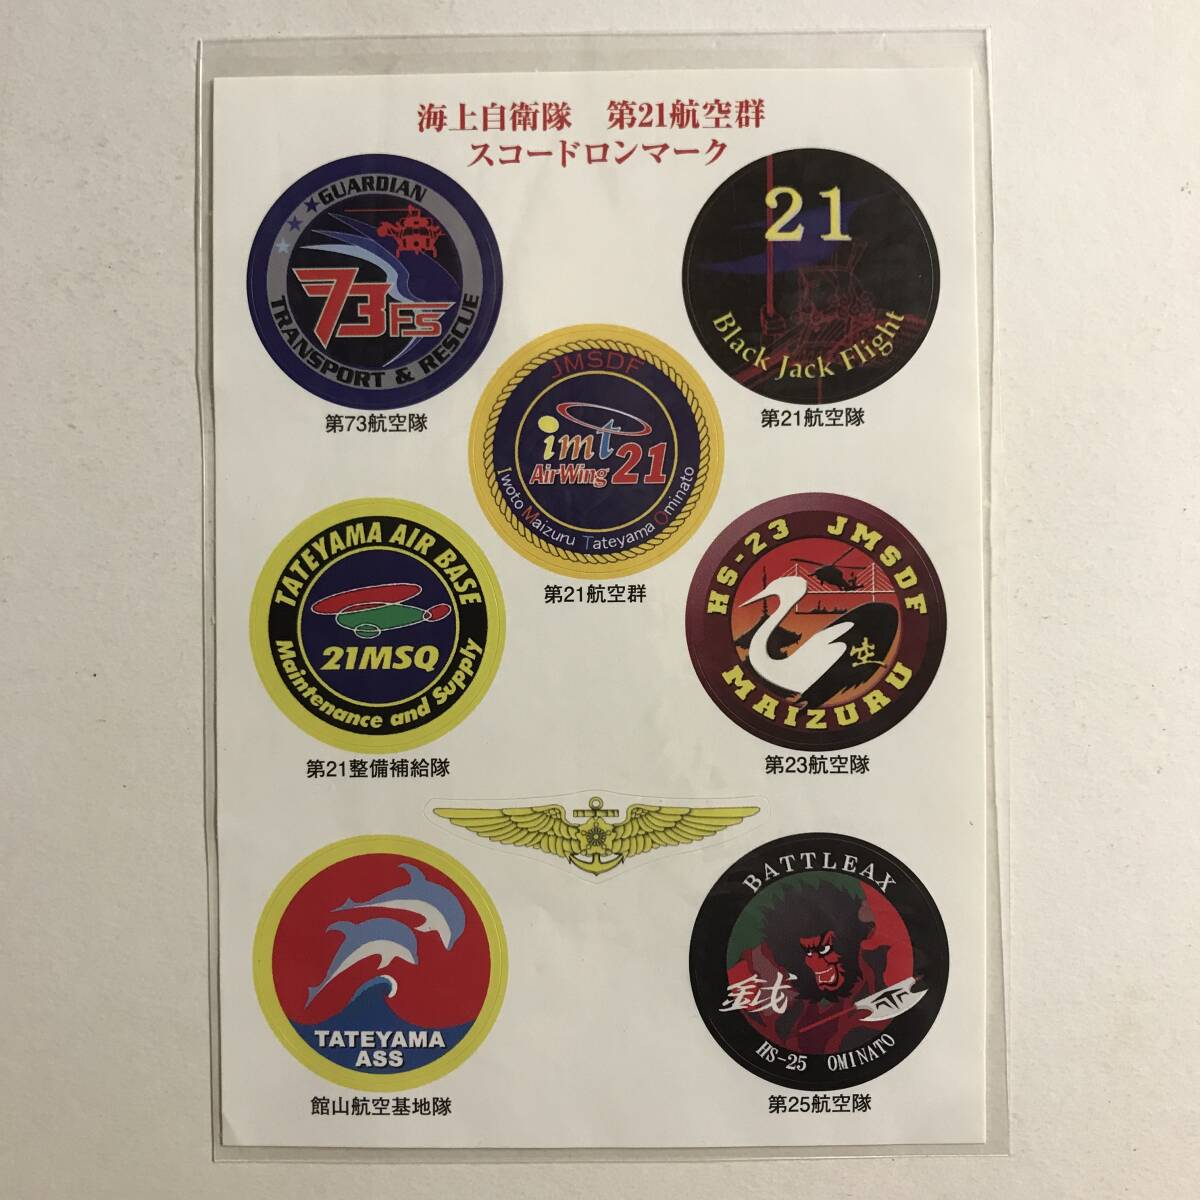 海上自衛隊　第21航空群
スコードロンマーク
GUARDIAN
73FS
TRANSPORT & RESCUE
第73航空隊
21
Black Jack Flight
第21航空隊
JMSDF
imt
AirWing 21
Iwoto Maizuru Tateyama Ominato
第21航空群
TATEYAMA AIR BASE
21MSQ
Maintenance and Supply
第21整備補給隊
HS-23 JMSDF
空
MAIZURU
第23航空隊
TATEYAMA
ASS
館山航空基地隊
BATTLEAX
鉞
HS-25 OMINATO
第25航空隊